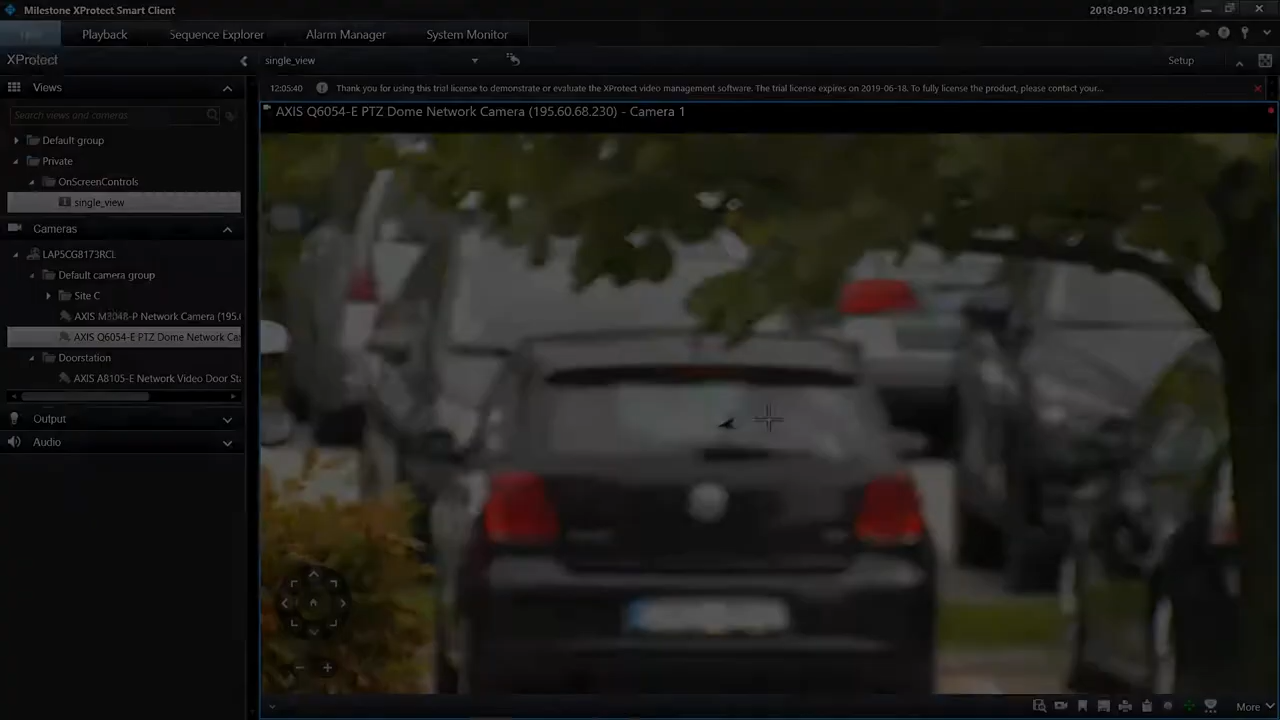 Milestone XProtect Smart Client
2018-09-10 13:11:23
Playback
Sequence Explorer
Alarm Manager
System Monitor
XProtect
single_view
Setup
Views
12:05:40
Thank you for using this trial license to demonstrate or evaluate the XProtect video management software. The trial license expires on 2019-06-18. To fully license the product, please contact your...
Search views and cameras
AXIS Q6054-E PTZ Dome Network Camera (195.60.68.230) - Camera 1
Default group
Private
OnScreenControls
single_view
Cameras
LAP5CG8173RCL
Default camera group
Site C
AXIS M3048-P Network Camera (195.6
AXIS Q6054-E PTZ Dome Network Ca
Doorstation
AXIS A8105-E Network Video Door Sta
Output
Audio
More